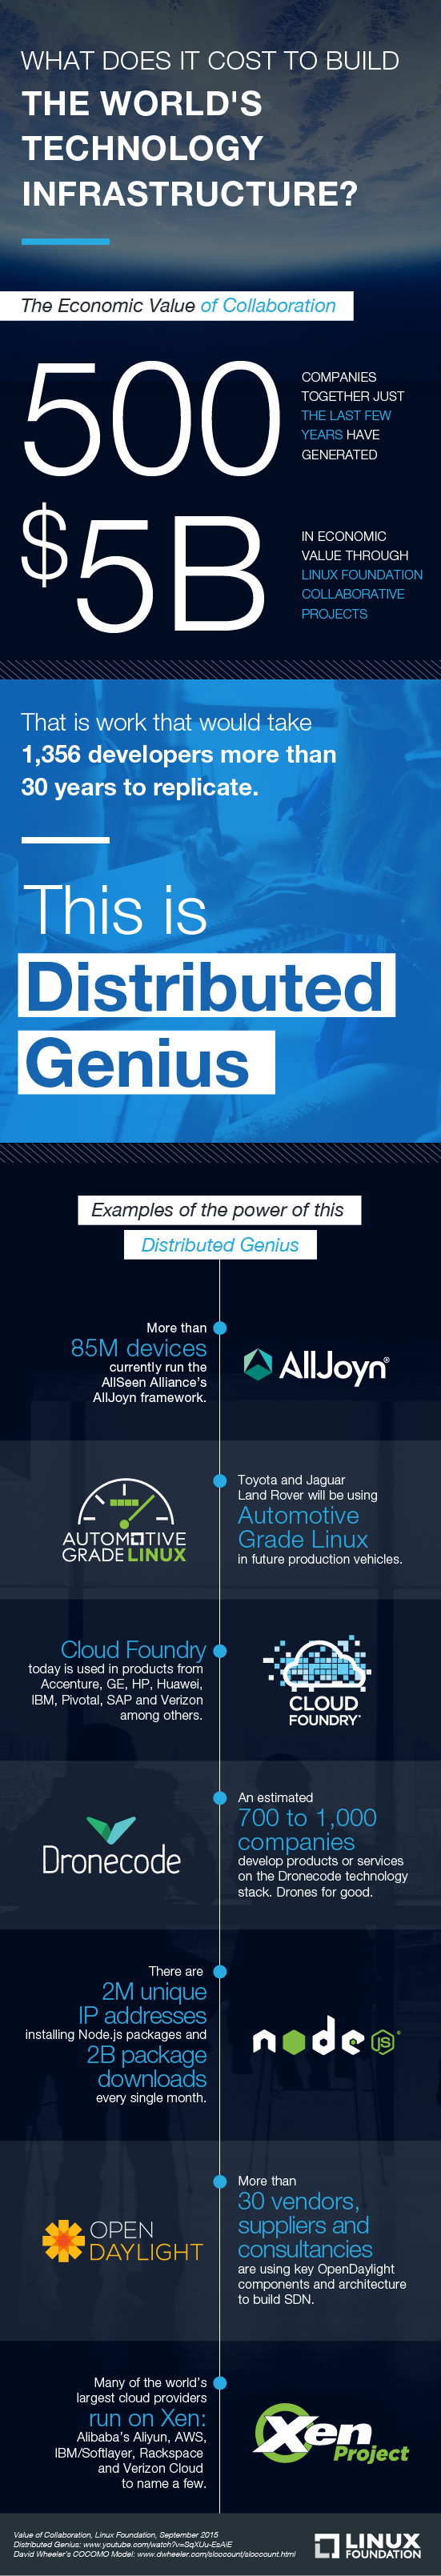 WHAT DOES IT COST TO BUILD
THE WORLD'S
TECHNOLOGY
INFRASTRUCTURE?
The Economic Value of Collaboration
500
COMPANIES
TOGETHER JUST
THE LAST FEW
YEARS HAVE
GENERATED
$5B
IN ECONOMIC
VALUE THROUGH
LINUX FOUNDATION
COLLABORATIVE
PROJECTS
That is work that would take
1,356 developers more than
30 years to replicate.
This is
Distributed
Genius
Examples of the power of this
Distributed Genius
More than
85M devices
currently run the
AllSeen Alliance's
AllJoyn framework.
AllJoyn®
AUTOMOTIVE
GRADE LINUX
Toyota and Jaguar
Land Rover will be using
Automotive
Grade Linux
in future production vehicles.
Cloud Foundry
today is used in products from
Accenture, GE, HP, Huawei,
IBM, Pivotal, SAP and Verizon
among others.
CLOUD
FOUNDRY
Dronecode
An estimated
700 to 1,000
companies
develop products or services
on the Dronecode technology
stack. Drones for good.
There are
2M unique
IP addresses
installing Node.js packages and
2B package
downloads
every single month.
node JS®
OPEN
DAYLIGHT
More than
30 vendors,
suppliers and
consultancies
are using key OpenDaylight
components and architecture
to build SDN.
Many of the world's
largest cloud providers
run on Xen:
Alibaba's Aliyun, AWS,
IBM/Softlayer, Rackspace
and Verizon Cloud
to name a few.
Xen
Project
Value of Collaboration, Linux Foundation, September 2015
Distributed Genius: www.youtube.com/watch?v=SqXUu-EsAiE
David Wheeler's COCOMO Model: www.dwheeler.com/sloccount/sloccount.html
LINUX
FOUNDATION